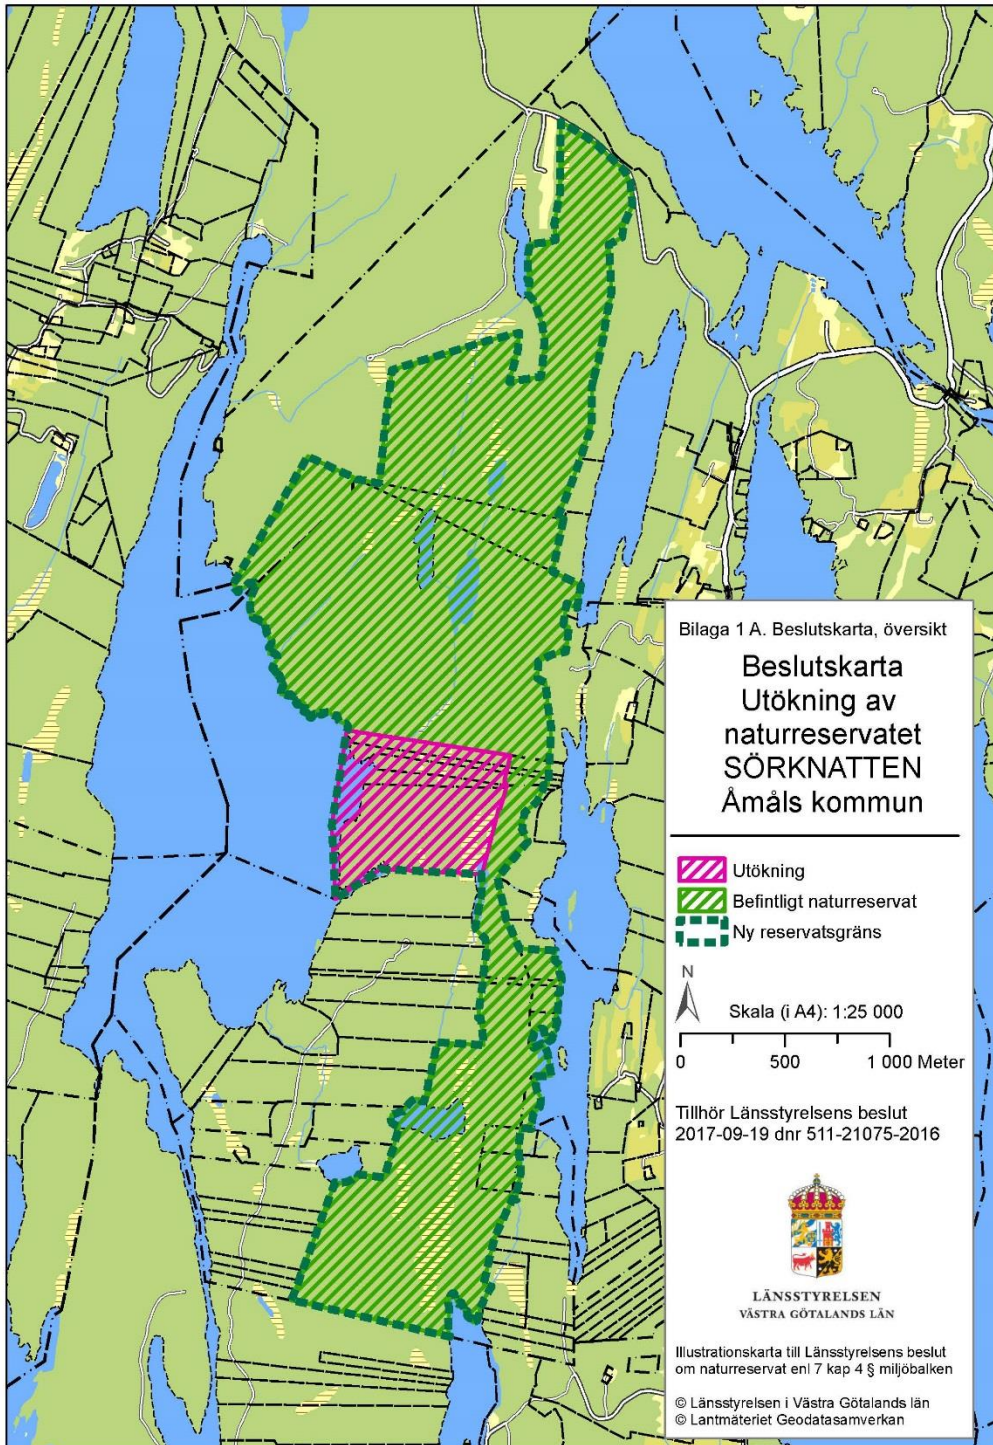 Bilaga 1 A. Beslutskarta, översikt
Beslutskarta
Utökning av
naturreservatet
SÖRKNATTEN
Åmåls kommun
Utökning
Befintligt naturreservat
Ny reservatsgräns
N
Skala (i A4): 1:25 000
0 500 1 000 Meter
Tillhör Länsstyrelsens beslut
2017-09-19 dnr 511-21075-2016
LÄNSSTYRELSEN
VÄSTRA GÖTALANDS LÄN
Illustrationskarta till Länsstyrelsens beslut
om naturreservat enl 7 kap 4 § miljöbalken
© Länsstyrelsen i Västra Götalands län
© Lantmäteriet Geodatasamverkan